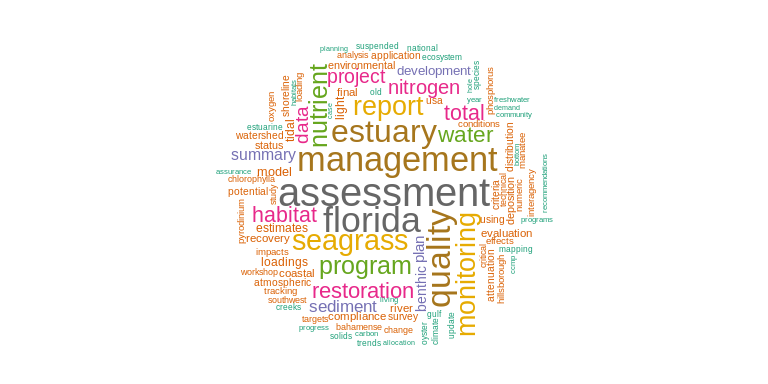 planning
suspended
national
analysis
application
ecosystem
environmental
development
project
nitrogen
nutrient
loading
habitats
shoreline
oxygen
final
old
usa
hole
species
year
phosphorus
freshwater
demand
community
light
case
report
total
data
tidal
estuarine
watershed
status
estuary
water
conditions
summary
management
distribution
bottom
manatee
assurance
model
chlorophylla
potential
study
assessment
criteria
technical
numeric
deposition
interagency
recommendations
pyrodinium
habitat
florida
quality
monitoring
using
programs
estimates
recovery
seagrass
benthic
plan
evaluation
effects
mapping
impacts
loadings
workshop
coastal
program
critical
attenuation
hillsborough
ccmp
atmospheric
tracking
southwest
creeks
restoration
living
sediment
river
targets
compliance
survey
gulf
climate
update
oyster
progress
bahamense
change
solids
carbon
trends
allocation